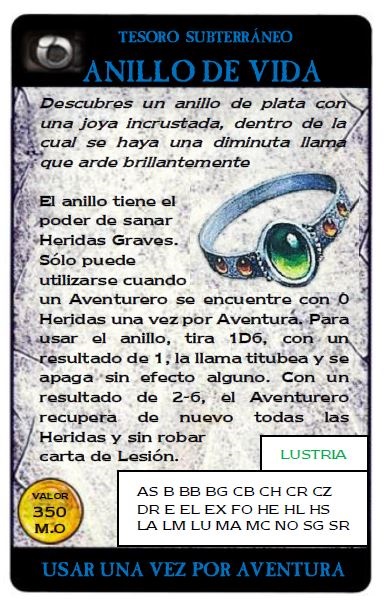 TESORO SUBTERRÁNEO
ANILLO DE VIDA
Descubres un anillo de plata con
una joya incrustada, dentro de la
cual se haya una diminuta llama
que arde brillantemente
El anillo tiene el
poder de sanar
Heridas Graves.
Sólo puede
utilizarse cuando
un Aventurero se encuentre con 0
Heridas una vez por Aventura. Para
usar el anillo, tira 1D6, con un
resultado de 1, la llama titubea y se
apaga sin efecto alguno. Con un
resultado de 2-6, el Aventurero
recupera de nuevo todas las
Heridas y sin robar
carta de Lesión.
LUSTRIA
VALOR
350
M.O
AS B BB BG CB CH CR CZ
DR E EL EX FO HE HL HS
LA LM LU MA MC NO SG SR
USAR UNA VEZ POR AVENTURA